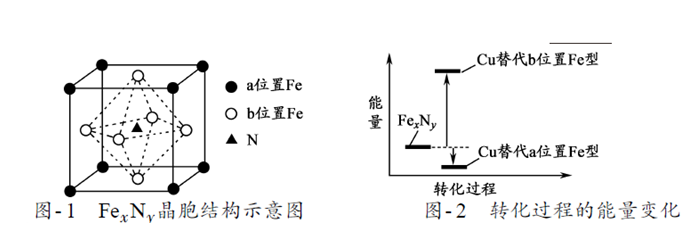 a位置Fe
b位置Fe
N
图-1 FexNy晶胞结构示意图
能量
Cu替代b位置Fe型
FexNy
Cu替代a位置Fe型
转化过程
图-2 转化过程的能量变化